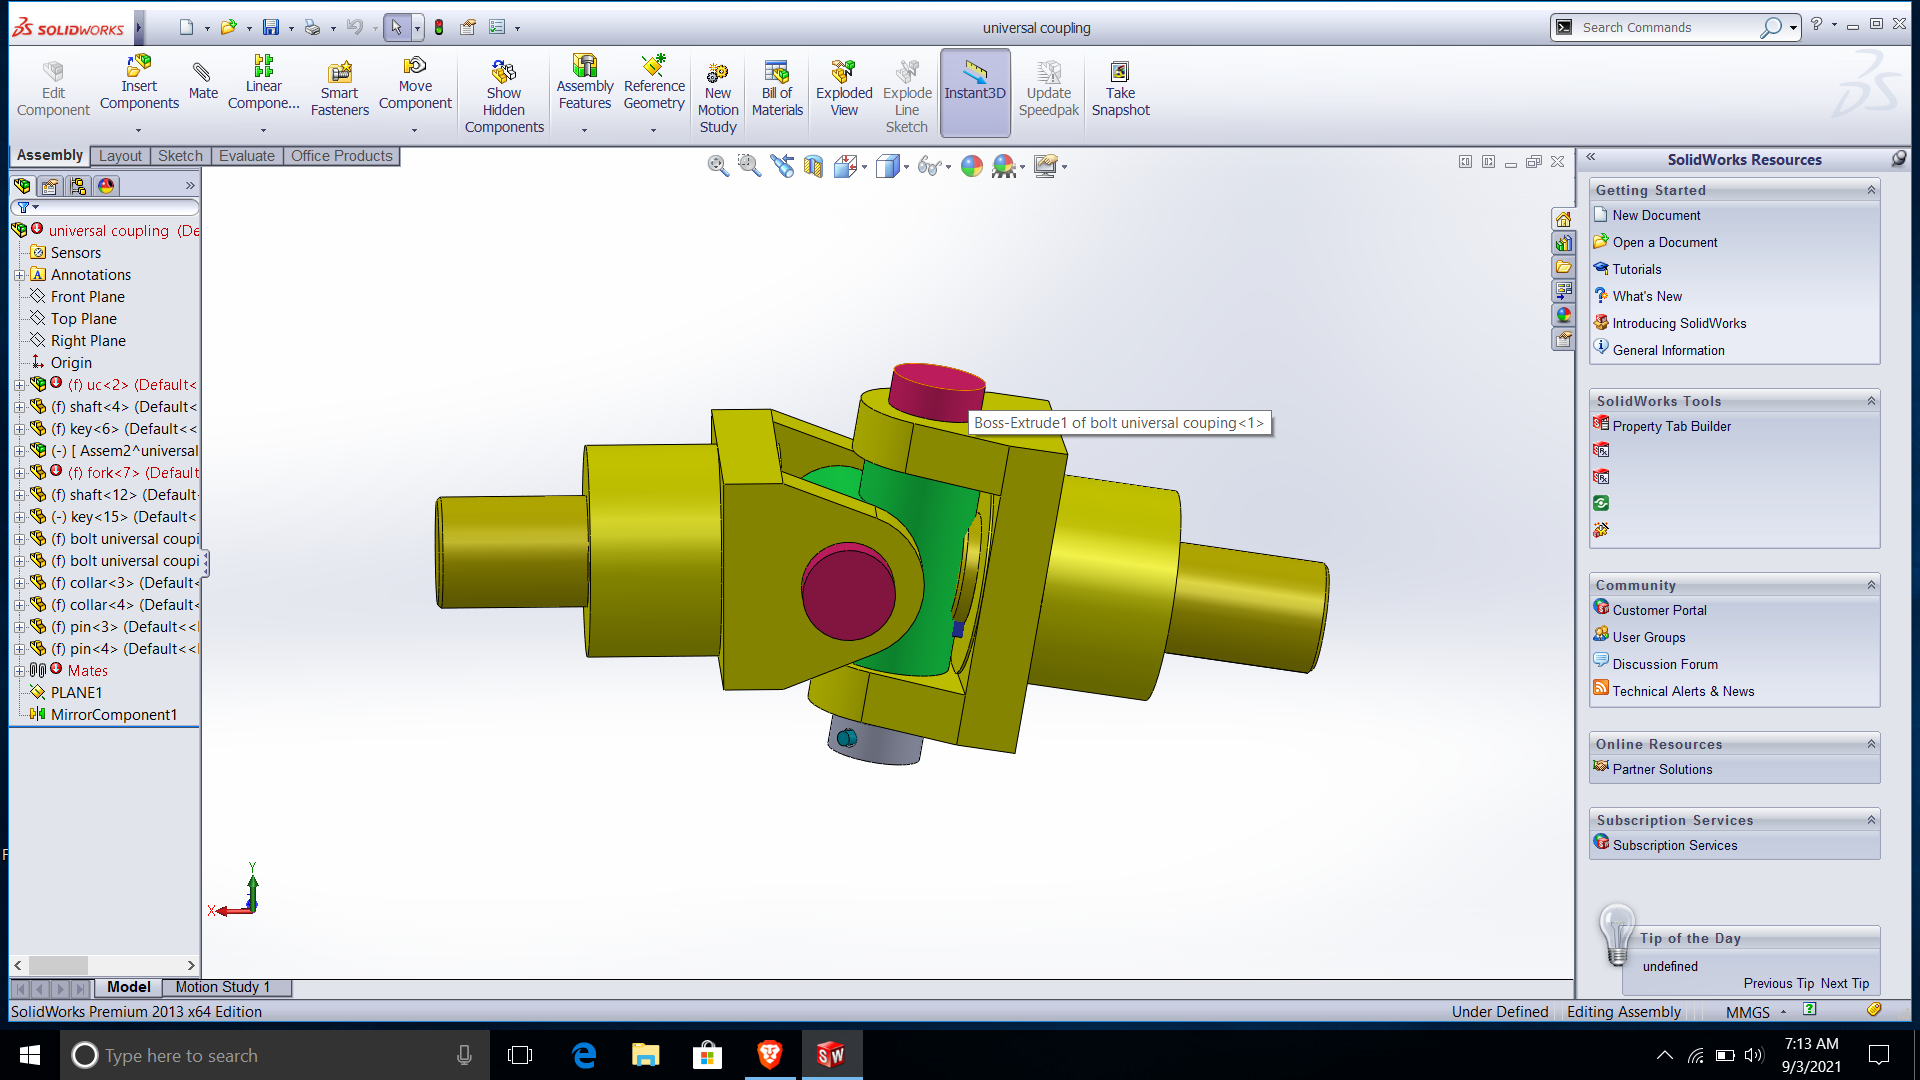 SOLIDWORKS
universal coupling
Search Commands
Edit Component
Insert Components
Mate
Linear Compone...
Smart Fasteners
Move Component
Show Hidden Components
Assembly Features
Reference Geometry
New Motion Study
Bill of Materials
Exploded View
Explode Line Sketch
Instant3D
Update Speedpak
Take Snapshot
Assembly
Layout
Sketch
Evaluate
Office Products
universal coupling (De
Sensors
Annotations
Front Plane
Top Plane
Right Plane
Origin
(f) uc<2> (Default<
(f) shaft<4> (Default<
(f) key<6> (Default<<
(-) [ Assem2^universal
(f) fork<7> (Default
(f) shaft<12> (Default
(-) key<15> (Default<
(f) bolt universal coupi
(f) bolt universal coupi
(f) collar<3> (Default<
(f) collar<4> (Default<
(f) pin<3> (Default<<
(f) pin<4> (Default<<
Mates
PLANE1
MirrorComponent1
Boss-Extrude1 of bolt universal couping<1>
Y
X
SolidWorks Resources
Getting Started
New Document
Open a Document
Tutorials
What's New
Introducing SolidWorks
General Information
SolidWorks Tools
Property Tab Builder
Community
Customer Portal
User Groups
Discussion Forum
Technical Alerts & News
Online Resources
Partner Solutions
Subscription Services
Subscription Services
Tip of the Day
undefined
Previous Tip Next Tip
Model
Motion Study 1
SolidWorks Premium 2013 x64 Edition
Under Defined
Editing Assembly
MMGS
Type here to search
SW
7:13 AM
9/3/2021